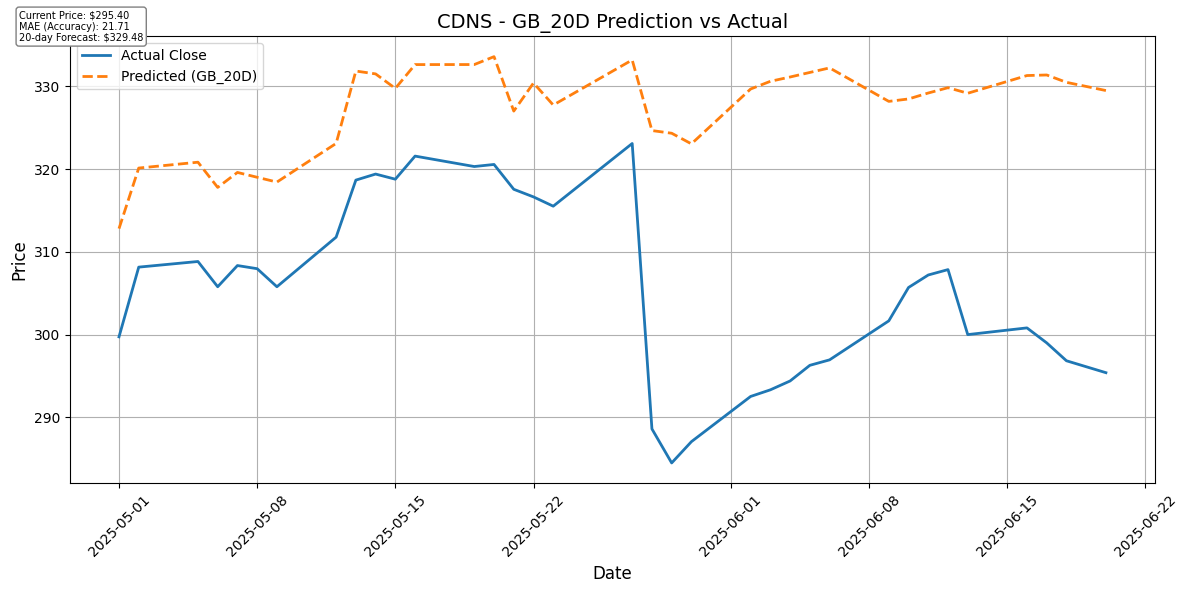 CDNS - GB_20D Prediction vs Actual
Current Price: $295.40
MAE (Accuracy): 21.71
20-day Forecast: $329.48
Actual Close
Predicted (GB_20D)
Price
330
320
310
300
290
2025-05-01
2025-05-08
2025-05-15
2025-05-22
2025-06-01
2025-06-08
2025-06-15
2025-06-22
Date